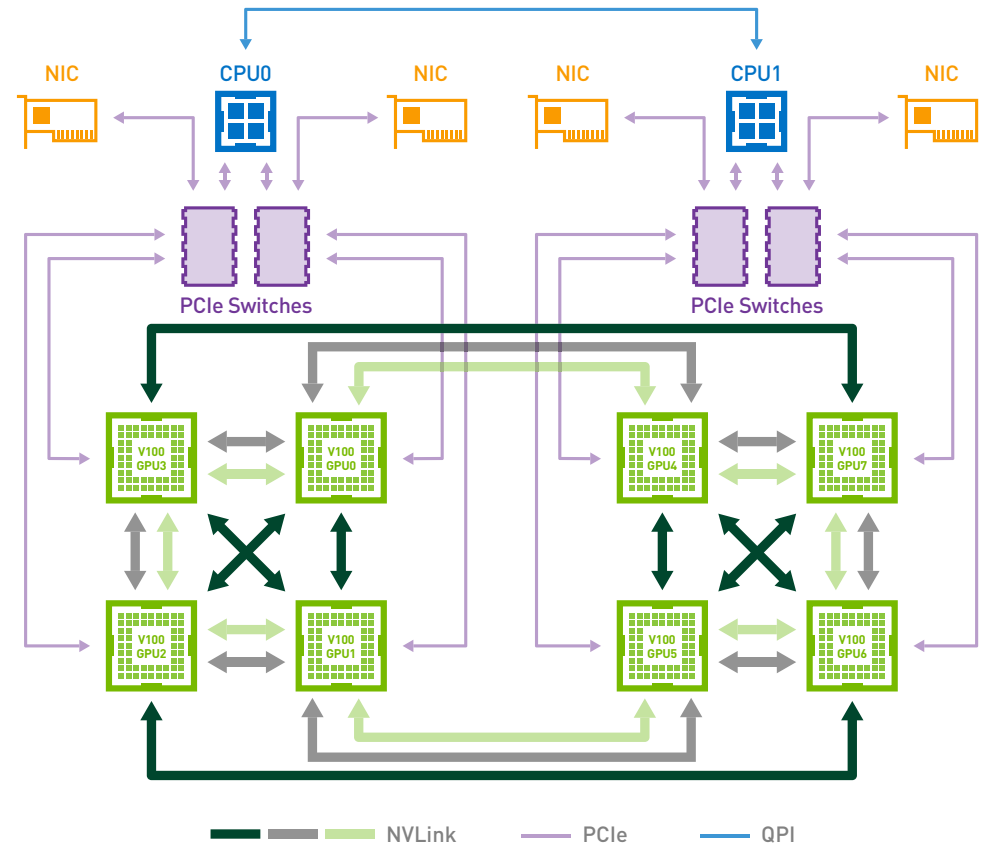 NIC
CPU0
NIC
NIC
CPU1
NIC
PCIe Switches
PCIe Switches
V100
GPU3
V100
GPU0
V100
GPU4
V100
GPU7
V100
GPU2
V100
GPU1
V100
GPU5
V100
GPU6
NVLink
PCIe
QPI